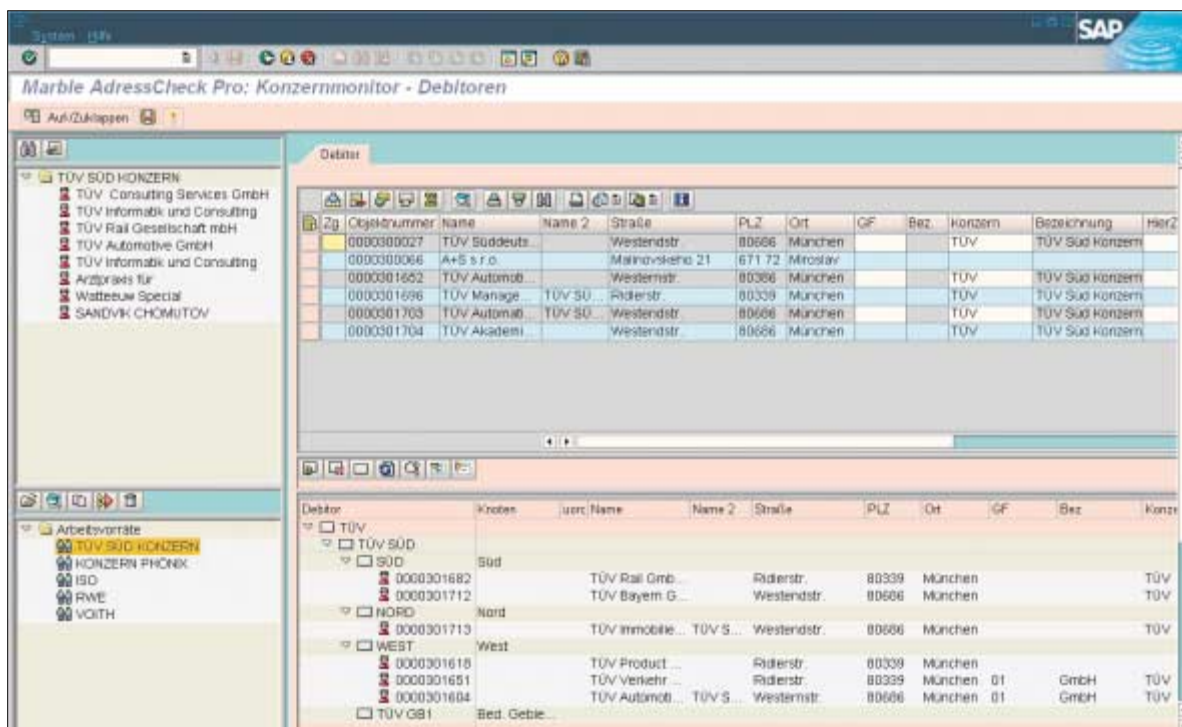 System Hilfe
SAP
Marble AdressCheck Pro: Konzernmonitor - Debitoren
Auf-/Zuklappen
TÜV SÜD KONZERN
TÜV Consulting Services GmbH
TÜV Informatik und Consulting
TÜV Rail Gesellschaft mbH
TÜV Automotive GmbH
TÜV Informatik und Consulting
Arztpraxis für
Watteeuw Special
SANDVIK CHOMUTOV
Debitor
Zg Objektnummer Name Name 2 Straße PLZ Ort GF Bez. Konzern Bezeichnung HierZ
0000300027 TÜV Süddeuts... Westendstr. 80686 München TÜV TÜV Süd Konzern
0000300066 A+S s.r.o. Malinovskeho 21 671 72 Miroslav
0000301652 TÜV Automoti... Westernstr. 80386 München TÜV TÜV Süd Konzern
0000301696 TÜV Manage... TÜV SÜ... Ridlerstr. 80339 München TÜV TÜV Süd Konzern
0000301703 TÜV Automati... TÜV SÜ... Westendstr. 80686 München TÜV TÜV Süd Konzern
0000301704 TÜV Akademi... Westendstr. 80686 München TÜV TÜV Süd Konzern
Arbeitsvorräte
TÜV SÜD KONZERN
KONZERN PHÖNIX
ISO
RWE
VOITH
Debitor Knoten Name Name 2 Straße PLZ Ort GF Bez Konze
TÜV
TÜV SÜD
SÜD Süd
0000301682 TÜV Rail Gmb... Ridlerstr. 80339 München TÜV
0000301712 TÜV Bayern G... Westendstr. 80686 München TÜV
NORD Nord
0000301713 TÜV Immobilie... TÜV S... Westendstr. 80686 München TÜV
WEST West
0000301618 TÜV Product ... Ridlerstr. 80339 München
0000301651 TÜV Verkehr ... Ridlerstr. 80339 München 01 GmbH TÜV
0000301604 TÜV Automoti... TÜV S... Westernstr. 80686 München 01 GmbH TÜV
TÜV GB1 Bed. Gebie...